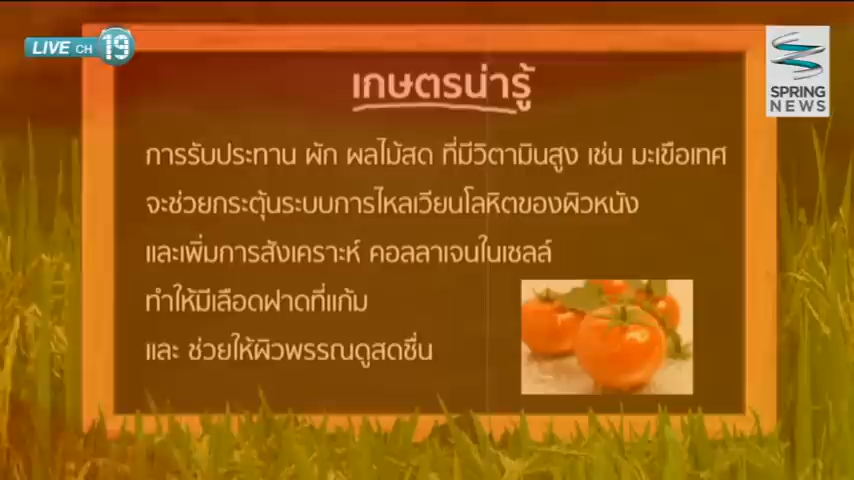 LIVE CH 19
SPRING
NEWS
เกษตรน่ารู้
การรับประทาน ผัก ผลไม้สด ที่มีวิตามินสูง เช่น มะเขือเทศ
จะช่วยกระตุ้นระบบการไหลเวียนโลหิตของผิวหนัง
และเพิ่มการสังเคราะห์ คอลลาเจนในเซลล์
ทำให้มีเลือดฝาดที่แก้ม
และ ช่วยให้ผิวพรรณดูสดชื่น